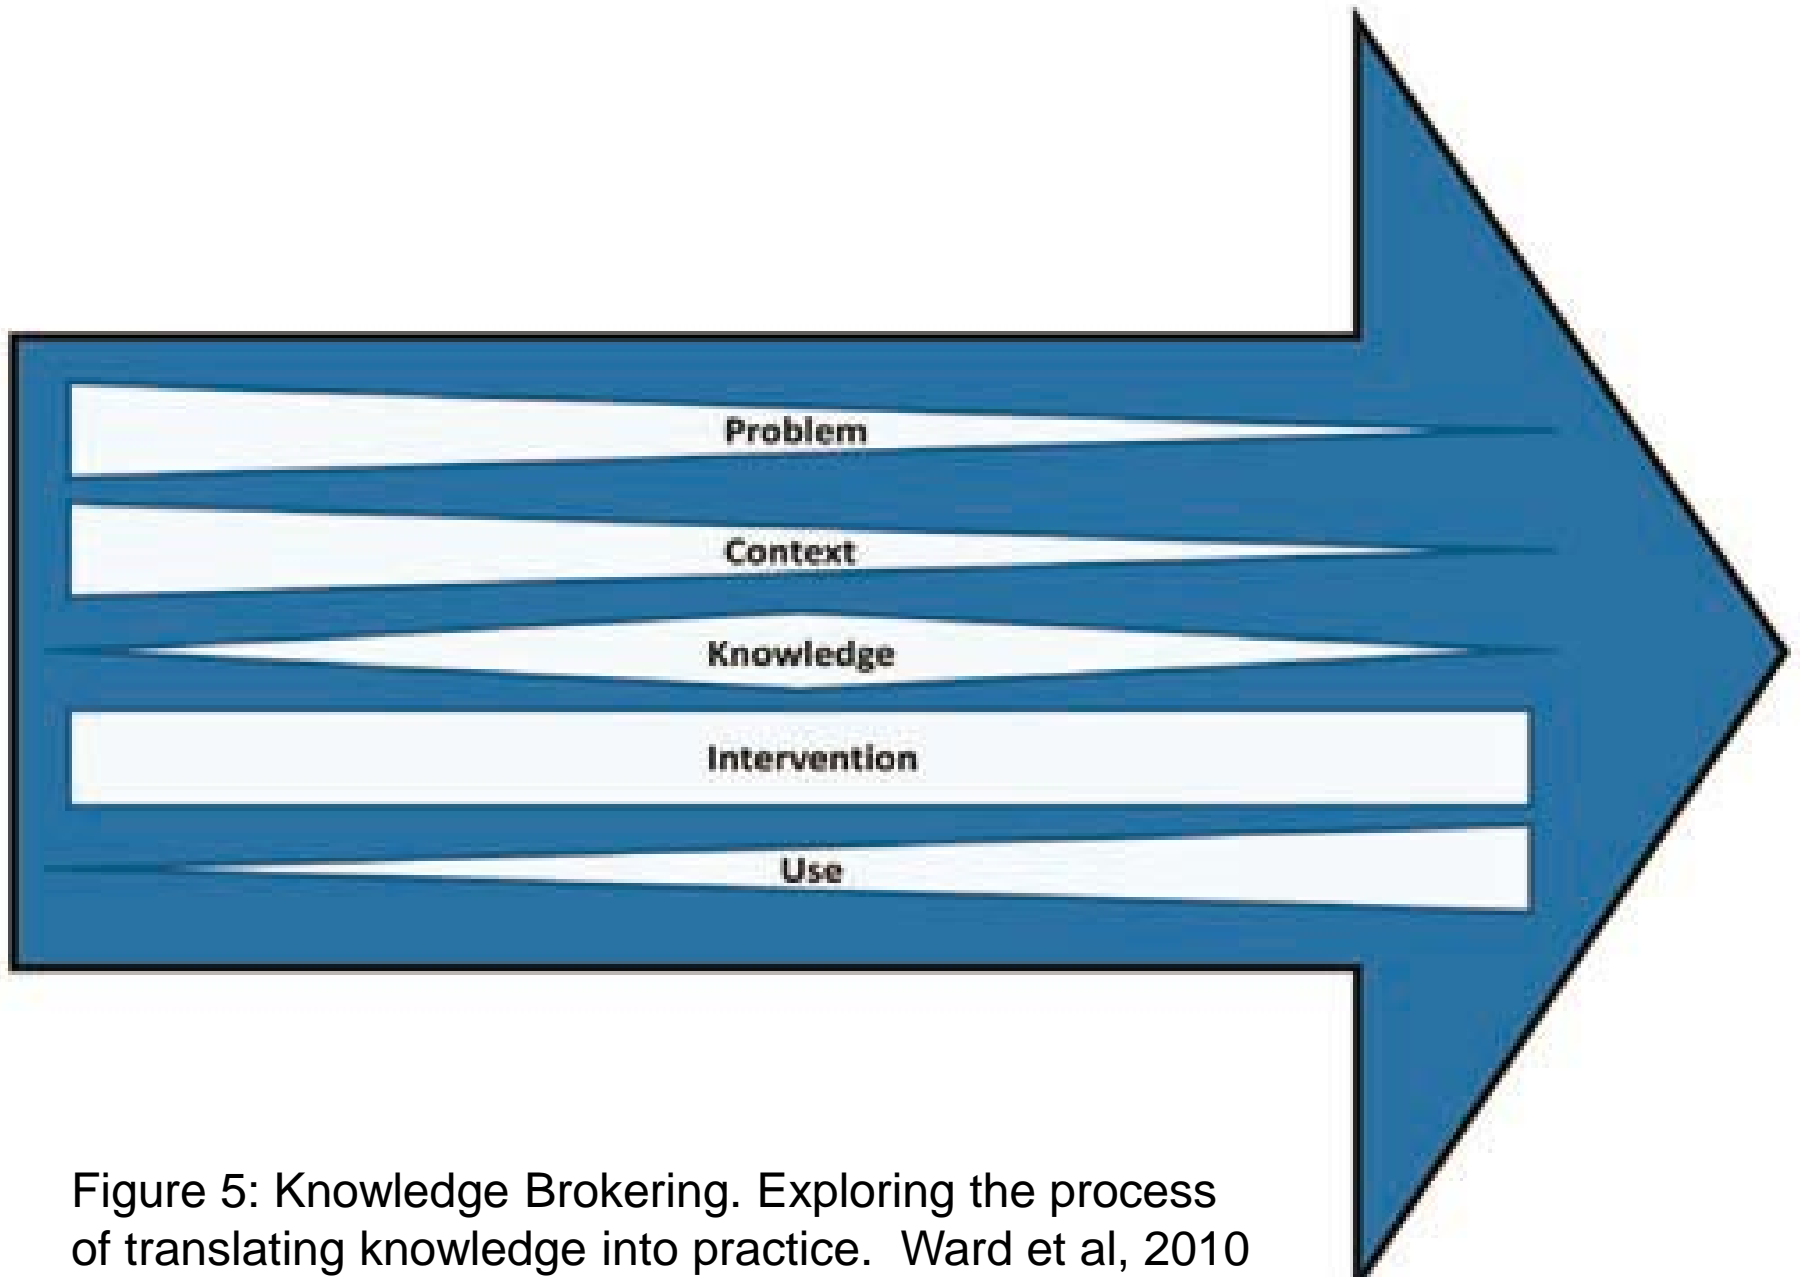 Problem
Context
Knowledge
Intervention
Use
Figure 5: Knowledge Brokering. Exploring the process
of translating knowledge into practice.  Ward et al, 2010